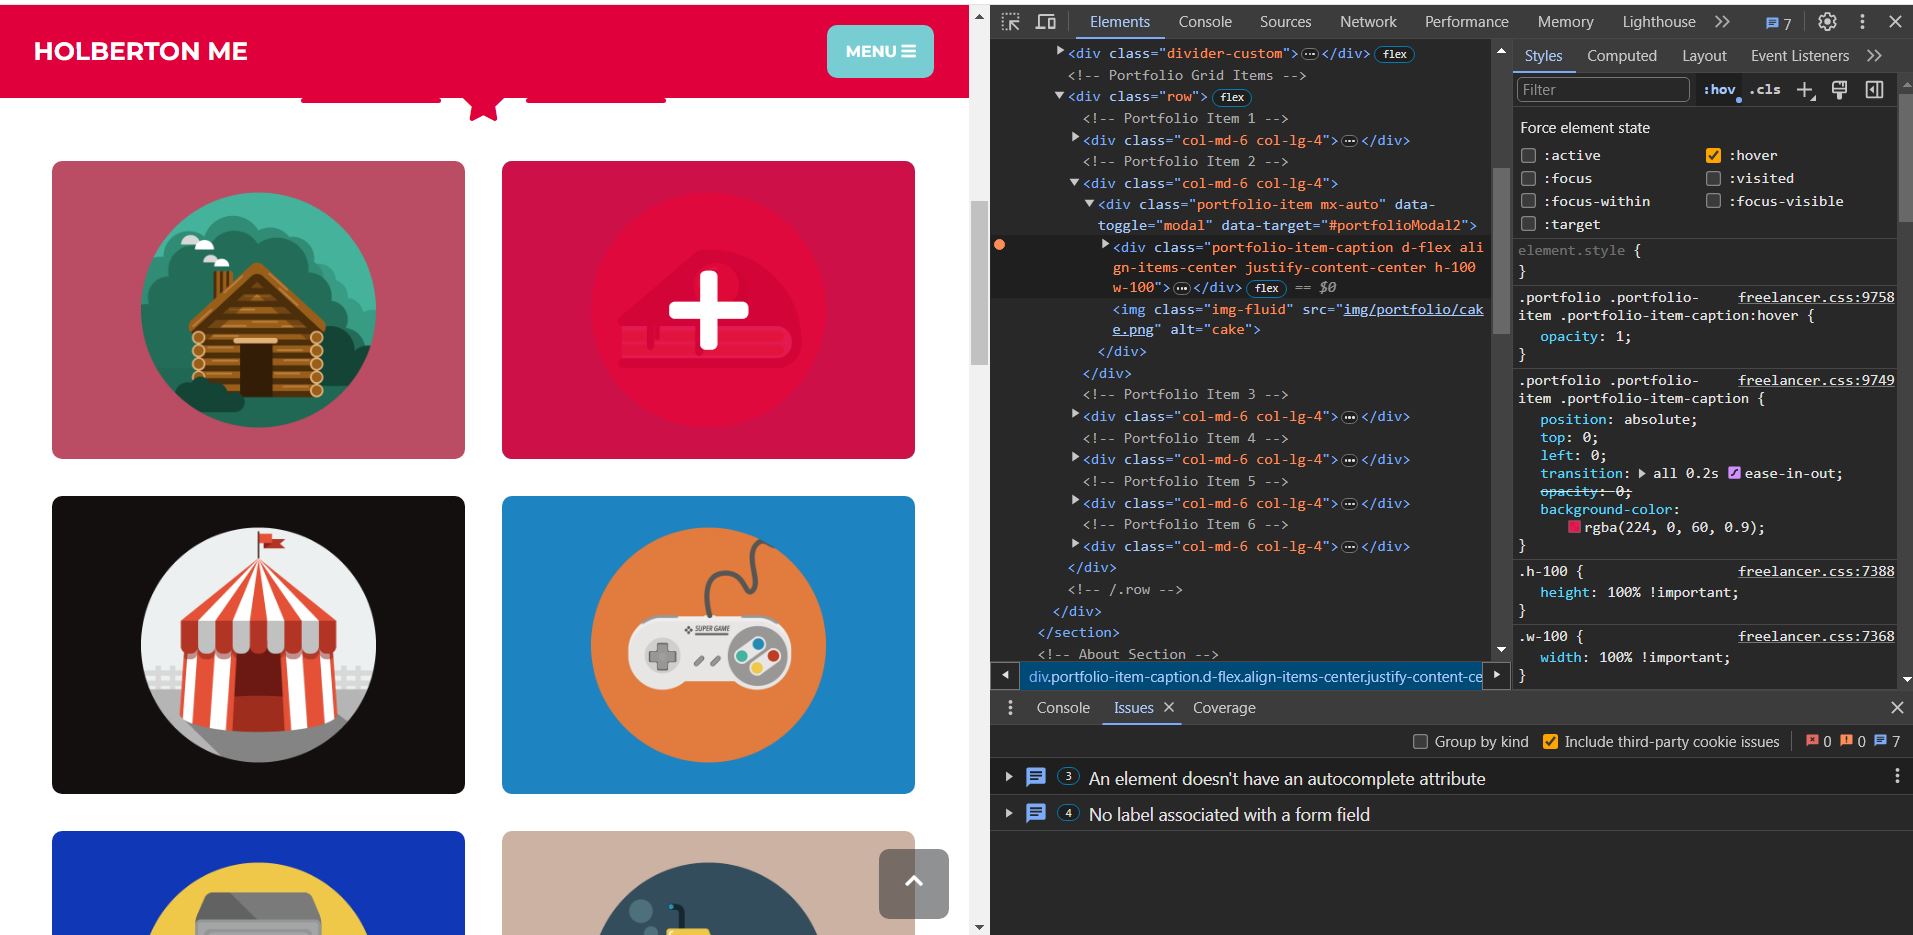 HOLBERTON ME
MENU
SUPER GAME
Elements Console Sources Network Performance Memory Lighthouse 7
<div class="divider-custom"> </div> flex
<!-- Portfolio Grid Items -->
<div class="row"> flex
<!-- Portfolio Item 1 -->
<div class="col-md-6 col-lg-4"> </div>
<!-- Portfolio Item 2 -->
<div class="col-md-6 col-lg-4">
<div class="portfolio-item mx-auto" data-
toggle="modal" data-target="#portfolioModal2">
<div class="portfolio-item-caption d-flex ali
gn-items-center justify-content-center h-100
w-100"> </div> flex == $0
<img class="img-fluid" src="img/portfolio/cak
e.png" alt="cake">
</div>
</div>
<!-- Portfolio Item 3 -->
<div class="col-md-6 col-lg-4"> </div>
<!-- Portfolio Item 4 -->
<div class="col-md-6 col-lg-4"> </div>
<!-- Portfolio Item 5 -->
<div class="col-md-6 col-lg-4"> </div>
<!-- Portfolio Item 6 -->
<div class="col-md-6 col-lg-4"> </div>
</div>
<!-- /.row -->
</div>
</section>
<!-- About Section -->
div.portfolio-item-caption.d-flex.align-items-center.justify-content-ce
Styles Computed Layout Event Listeners
Filter :hov .cls
Force element state
:active :hover
:focus :visited
:focus-within :focus-visible
:target
element.style {
}
.portfolio .portfolio- freelancer.css:9758
item .portfolio-item-caption:hover {
opacity: 1;
}
.portfolio .portfolio- freelancer.css:9749
item .portfolio-item-caption {
position: absolute;
top: 0;
left: 0;
transition: all 0.2s ease-in-out;
opacity: 0;
background-color:
rgba(224, 0, 60, 0.9);
}
.h-100 { freelancer.css:7388
height: 100% !important;
}
.w-100 { freelancer.css:7368
width: 100% !important;
}
Console Issues Coverage
Group by kind Include third-party cookie issues 0 0 7
3 An element doesn't have an autocomplete attribute
4 No label associated with a form field